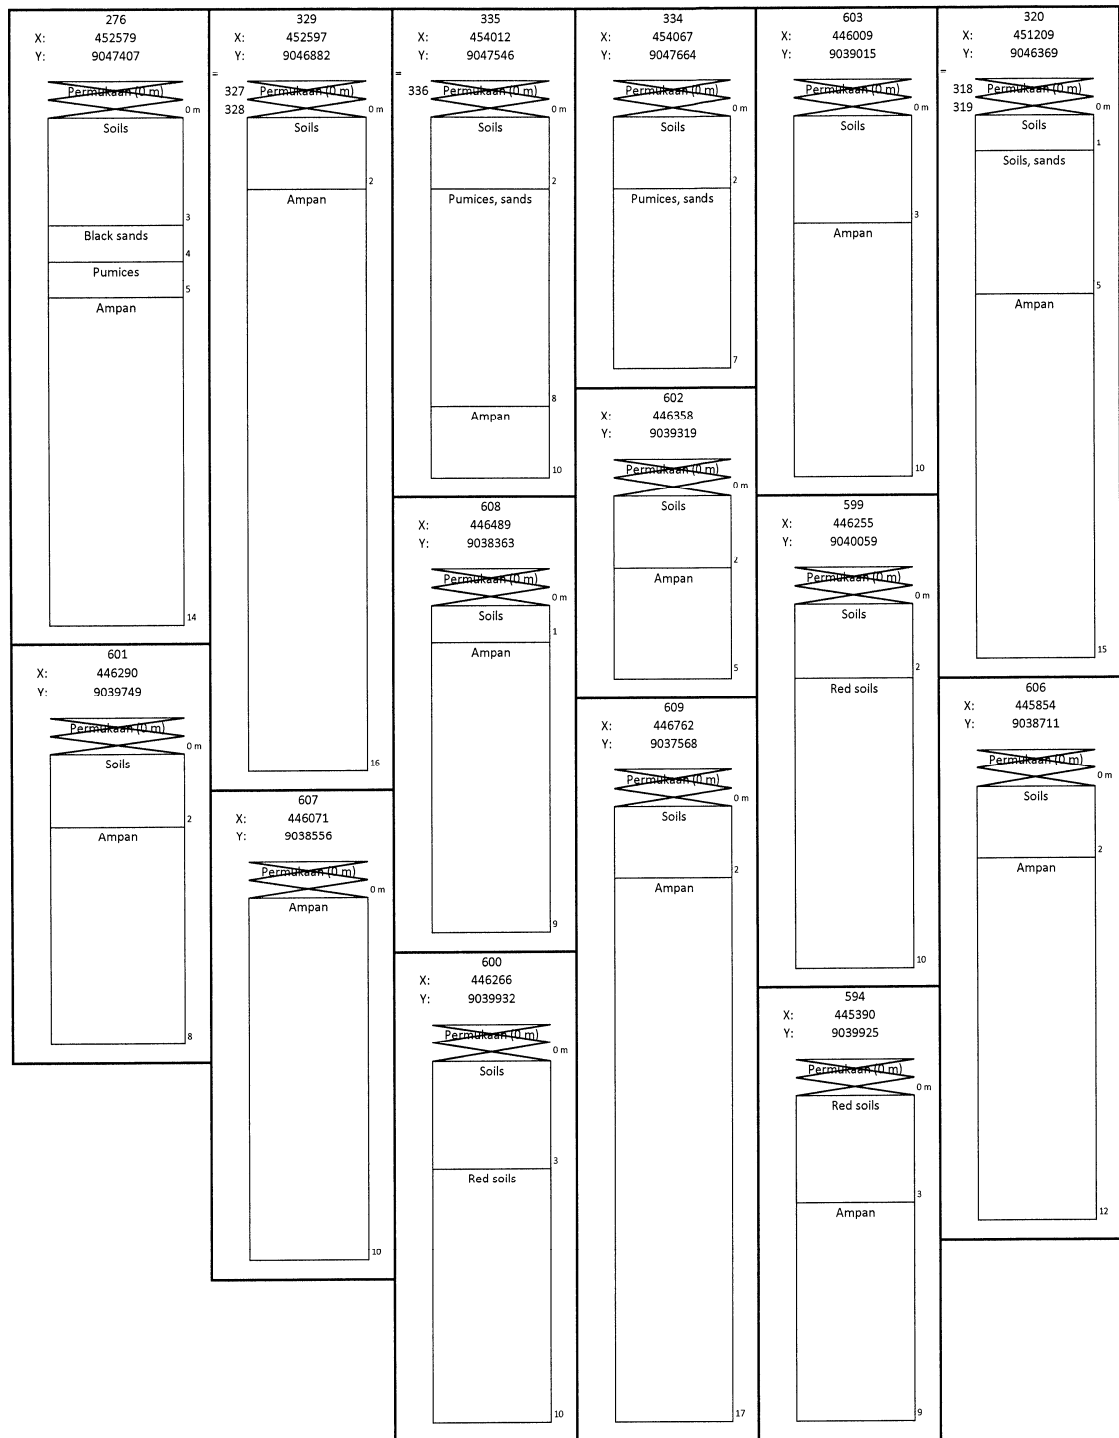 276
X: 452579
Y: 9047407
Permukaan (0 m)
0 m
Soils
3
Black sands
4
Pumices
5
Ampan
14
601
X: 446290
Y: 9039749
Permukaan (0 m)
0 m
Soils
2
Ampan
8
329
X: 452597
Y: 9046882
=
327 Permukaan (0 m)
328 0 m
Soils
2
Ampan
16
607
X: 446071
Y: 9038556
Permukaan (0 m)
0 m
Ampan
10
335
X: 454012
Y: 9047546
=
336 Permukaan (0 m)
0 m
Soils
2
Pumices, sands
8
Ampan
10
608
X: 446489
Y: 9038363
Permukaan (0 m)
0 m
Soils
1
Ampan
9
600
X: 446266
Y: 9039932
Permukaan (0 m)
0 m
Soils
3
Red soils
10
334
X: 454067
Y: 9047664
Permukaan (0 m)
0 m
Soils
2
Pumices, sands
7
602
X: 446358
Y: 9039319
Permukaan (0 m)
0 m
Soils
2
Ampan
5
609
X: 446762
Y: 9037568
Permukaan (0 m)
0 m
Soils
2
Ampan
17
603
X: 446009
Y: 9039015
Permukaan (0 m)
0 m
Soils
3
Ampan
10
599
X: 446255
Y: 9040059
Permukaan (0 m)
0 m
Soils
2
Red soils
10
594
X: 445390
Y: 9039925
Permukaan (0 m)
0 m
Red soils
3
Ampan
9
320
X: 451209
Y: 9046369
=
318 Permukaan (0 m)
319 0 m
Soils
1
Soils, sands
5
Ampan
15
606
X: 445854
Y: 9038711
Permukaan (0 m)
0 m
Soils
2
Ampan
12